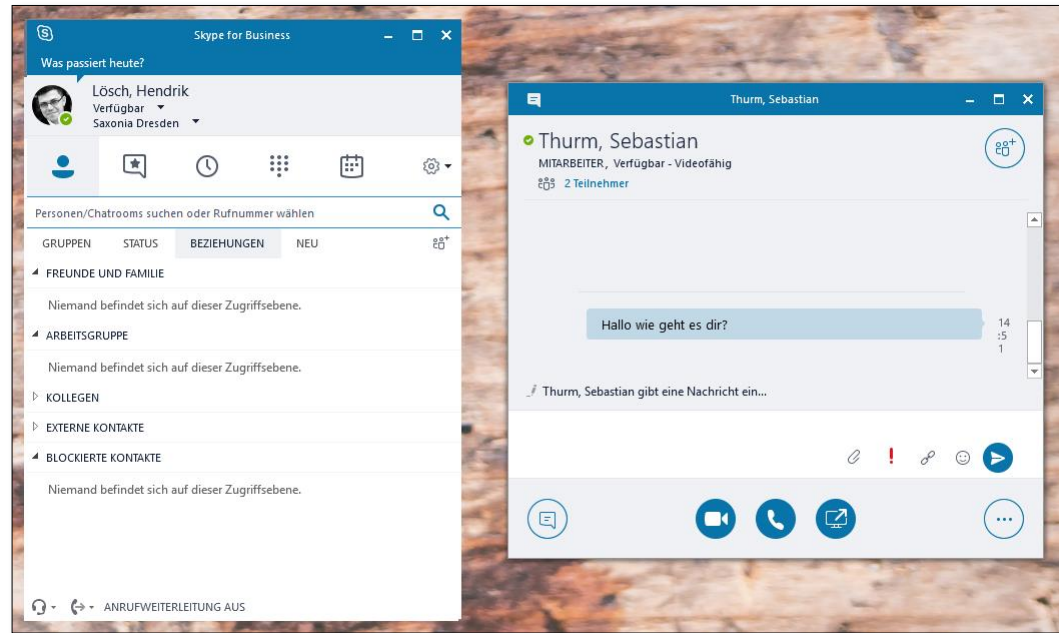 Skype for Business
Was passiert heute?
Lösch, Hendrik
Verfügbar
Saxonia Dresden
Personen/Chatrooms suchen oder Rufnummer wählen
GRUPPEN STATUS BEZIEHUNGEN NEU
FREUNDE UND FAMILIE
Niemand befindet sich auf dieser Zugriffsebene.
ARBEITSGRUPPE
Niemand befindet sich auf dieser Zugriffsebene.
KOLLEGEN
EXTERNE KONTAKTE
BLOCKIERTE KONTAKTE
Niemand befindet sich auf dieser Zugriffsebene.
ANRUFWEITERLEITUNG AUS
Thurm, Sebastian
Thurm, Sebastian
MITARBEITER, Verfügbar - Videofähig
2 Teilnehmer
Hallo wie geht es dir?
14
:5
1
Thurm, Sebastian gibt eine Nachricht ein...